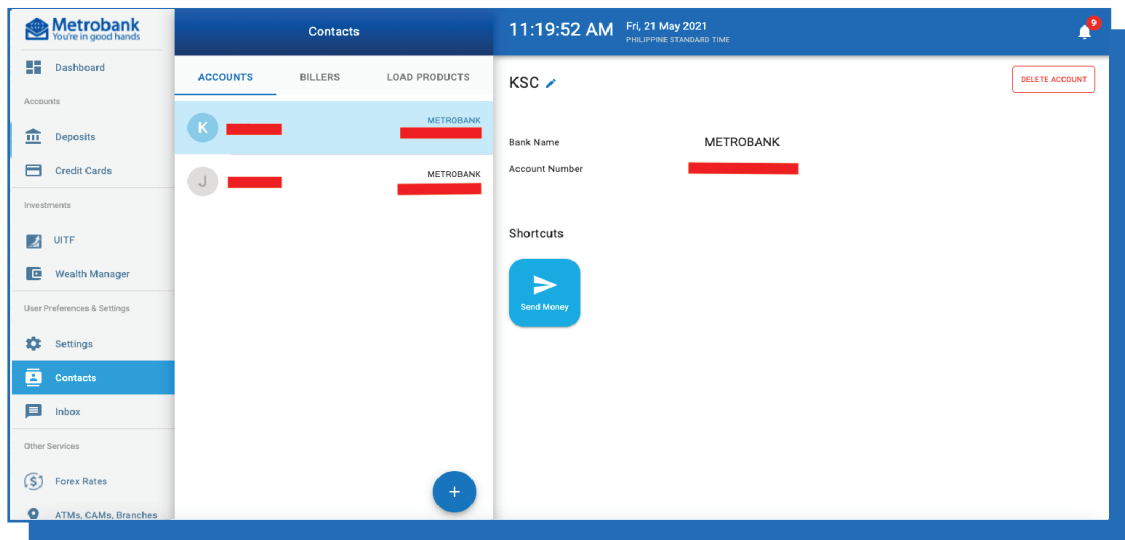 Metrobank
You're in good hands
Dashboard
Accounts
Deposits
Credit Cards
Investments
UITF
Wealth Manager
User Preferences & Settings
Settings
Contacts
Inbox
Other Services
Forex Rates
ATMs, CAMs, Branches
Contacts
ACCOUNTS BILLERS LOAD PRODUCTS
K METROBANK
J METROBANK
+
11:19:52 AM Fri, 21 May 2021
PHILIPPINE STANDARD TIME
9
KSC DELETE ACCOUNT
Bank Name METROBANK
Account Number
Shortcuts
Send Money